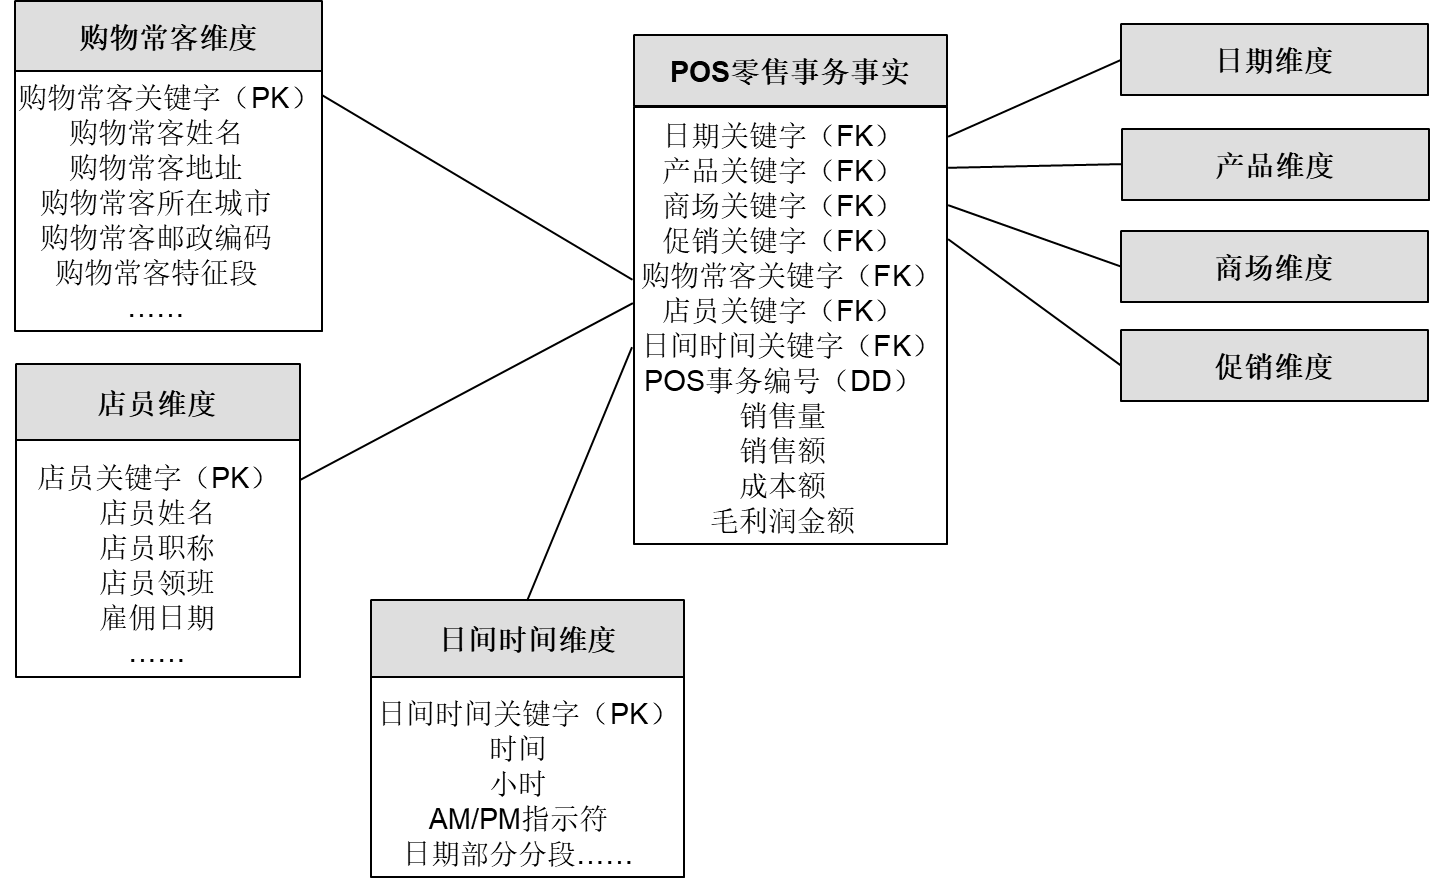 购物常客维度
购物常客关键字（PK）
购物常客姓名
购物常客地址
购物常客所在城市
购物常客邮政编码
购物常客特征段
……
店员维度
店员关键字（PK）
店员姓名
店员职称
店员领班
雇佣日期
……
日间时间维度
日间时间关键字（PK）
时间
小时
AM/PM指示符
日期部分分段……
POS零售事务事实
日期关键字（FK）
产品关键字（FK）
商场关键字（FK）
促销关键字（FK）
购物常客关键字（FK）
店员关键字（FK）
日间时间关键字（FK）
POS事务编号（DD）
销售量
销售额
成本额
毛利润金额
日期维度
产品维度
商场维度
促销维度